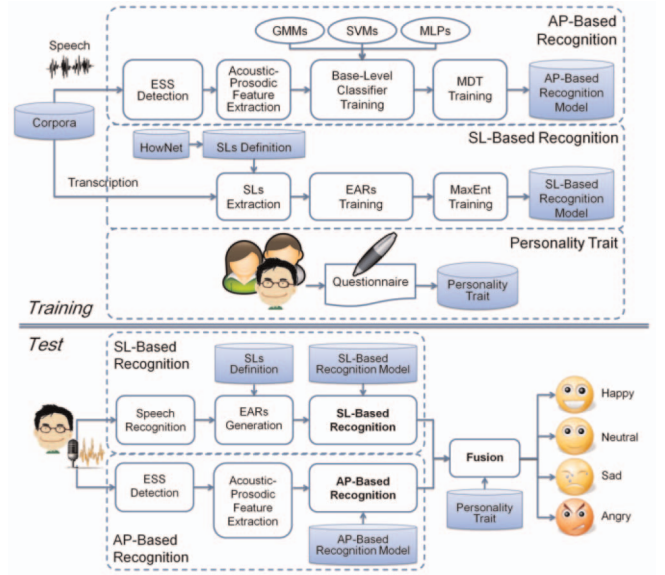 GMMs
SVMs
MLPs
AP-Based
Recognition
Speech
ESS
Detection
Acoustic-
Prosodic
Feature
Extraction
Base-Level
Classifier
Training
MDT
Training
AP-Based
Recognition
Model
Corpora
SL-Based Recognition
HowNet
SLs Definition
Transcription
SLs
Extraction
EARs
Training
MaxEnt
Training
SL-Based
Recognition
Model
Personality Trait
Questionnaire
Personality
Trait
Training
Test
SL-Based
Recognition
SLs
Definition
SL-Based
Recognition Model
Speech
Recognition
EARs
Generation
SL-Based
Recognition
Happy
Neutral
Sad
Angry
Fusion
Personality
Trait
ESS
Detection
Acoustic-
Prosodic
Feature
Extraction
AP-Based
Recognition
AP-Based
Recognition
AP-Based
Recognition Model